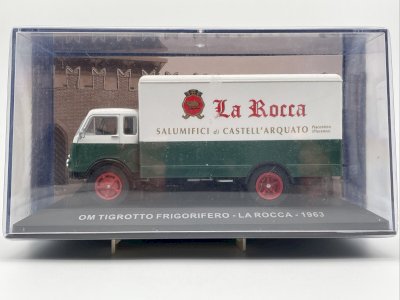 La Rocca
SALUMIFICI di CASTELL'ARQUATO
OM TIGROTTO FRIGORIFERO - LA ROCCA - 1963